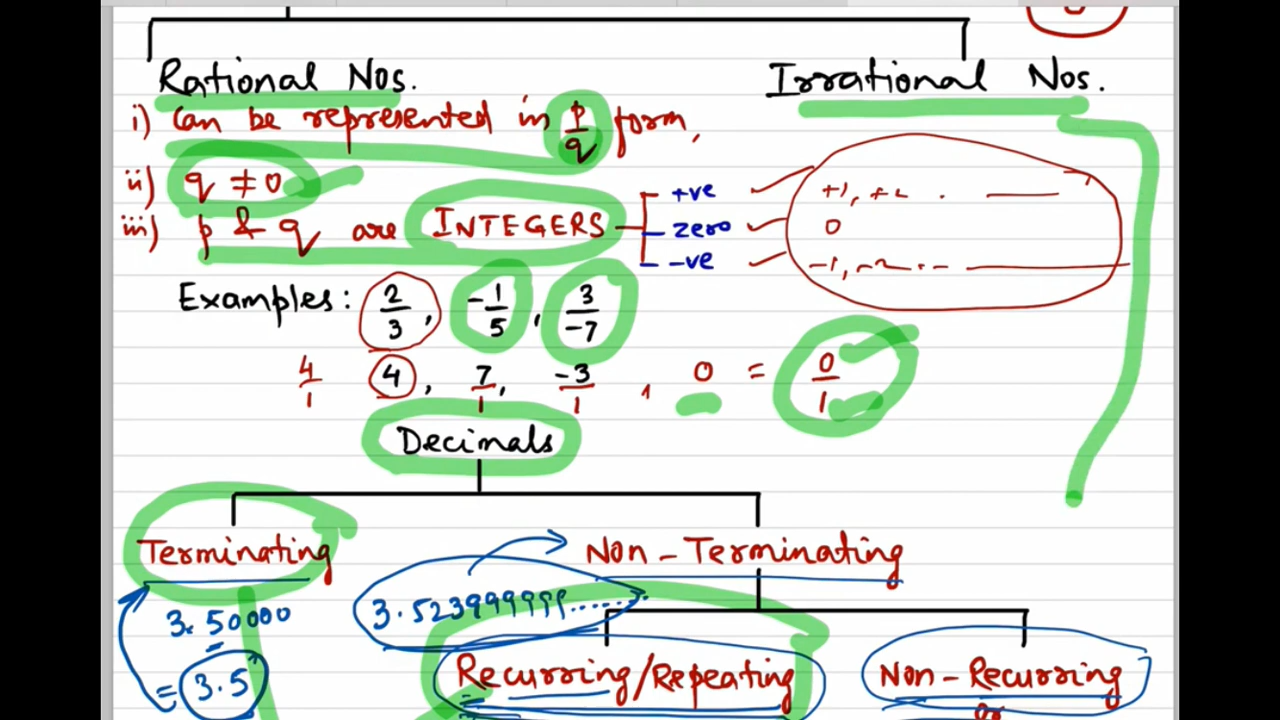 Rational Nos.
Irrational Nos.
i) Can be represented in p/q form,
ii) q ≠ 0
iii) p & q are INTEGERS
+ve
zero
-ve
+1, +2 . ——
0
-1, -2 .. ——
Examples: 2/3, -1/5, 3/-7
4/1 4, 7/1, -3/1, 0 = 0/1
Decimals
Terminating
Non - Terminating
3.50000
= 3.5
3.523999999......
Recurring/Repeating
Non - Recurring
or